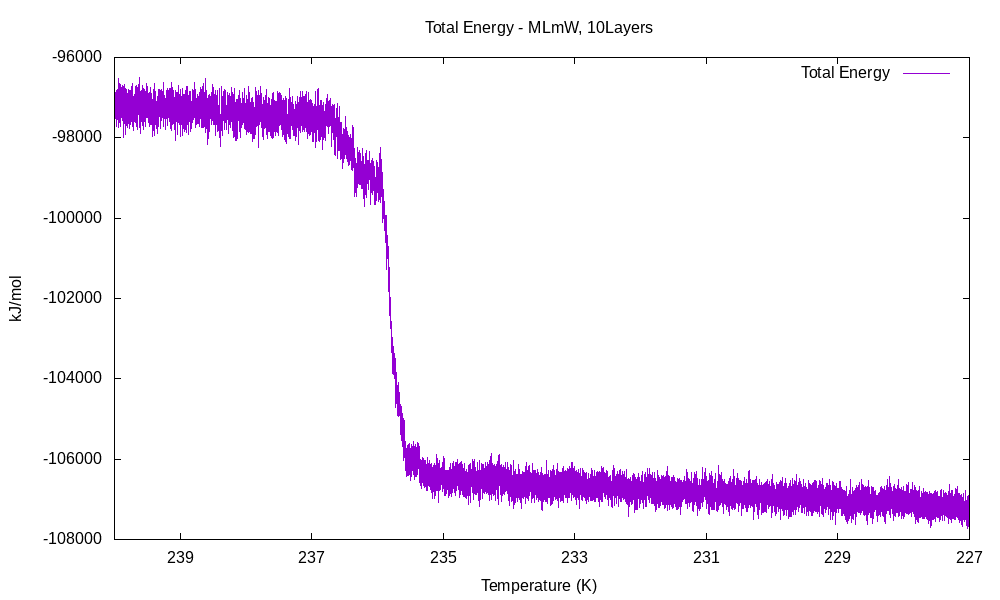 Total Energy - MLmW, 10Layers
Total Energy
kJ/mol
-96000
-98000
-100000
-102000
-104000
-106000
-108000
239 237 235 233 231 229 227
Temperature (K)